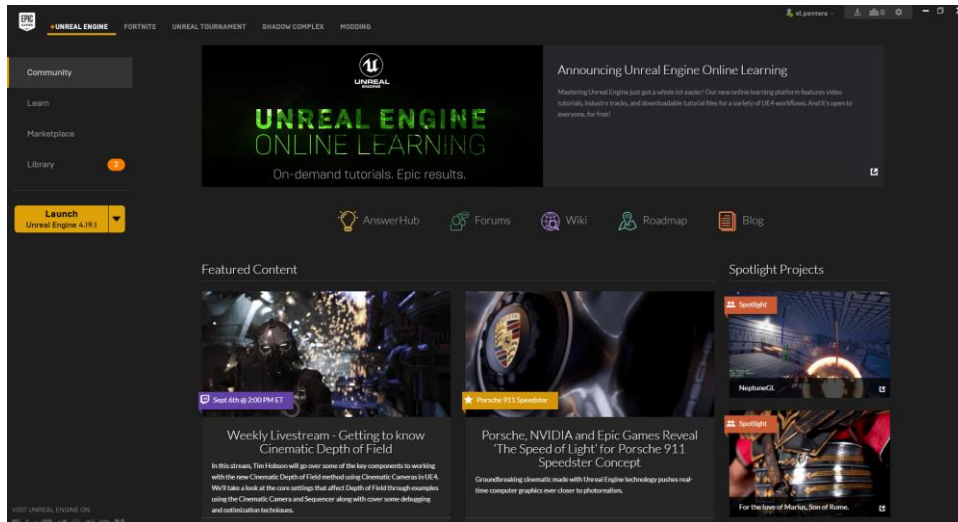 EPIC
GAMES
UNREAL ENGINE
FORTNITE
UNREAL TOURNAMENT
SHADOW COMPLEX
MODDING
el.pentera
0
Community
Learn
Marketplace
Library
2
Launch
Unreal Engine 4.19.1
UNREAL
ENGINE
UNREAL ENGINE
ONLINE LEARNING
On-demand tutorials. Epic results.
Announcing Unreal Engine Online Learning
Mastering Unreal Engine just got a whole lot easier! Our new online learning platform features video
tutorials, industry tracks, and downloadable tutorial files for a variety of UE4 workflows. And it's open to
everyone, for free!
AnswerHub
Forums
Wiki
Roadmap
Blog
Featured Content
Sept 6th @ 2:00 PM ET
Weekly Livestream - Getting to know
Cinematic Depth of Field
In this stream, Tim Hobson will go over some of the key components to working
with the new Cinematic Depth of Field method using Cinematic Cameras in UE4.
We'll take a look at the core settings that affect Depth of Field through examples
using the Cinematic Camera and Sequencer along with cover some debugging
and optimization techniques.
Porsche 911 Speedster
Porsche, NVIDIA and Epic Games Reveal
'The Speed of Light' for Porsche 911
Speedster Concept
Groundbreaking cinematic made with Unreal Engine technology pushes real-
time computer graphics ever closer to photorealism.
Spotlight Projects
Spotlight
NeptuneGL
Spotlight
For the love of Marius, Son of Rome.
VISIT UNREAL ENGINE ON: